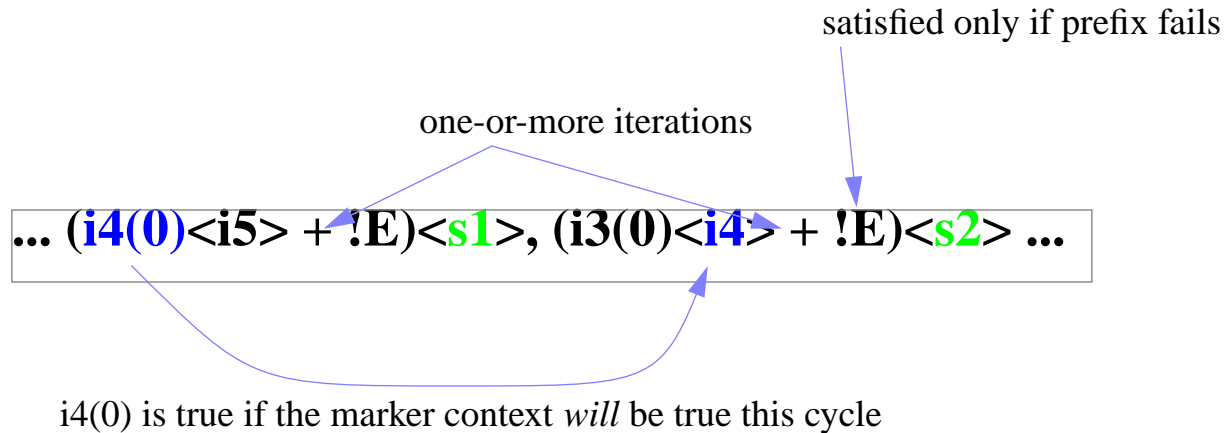 satisfied only if prefix fails
one-or-more iterations
... (i4(0)<i5> + !E)<s1>, (i3(0)<i4> + !E)<s2> ...
i4(0) is true if the marker context will be true this cycle